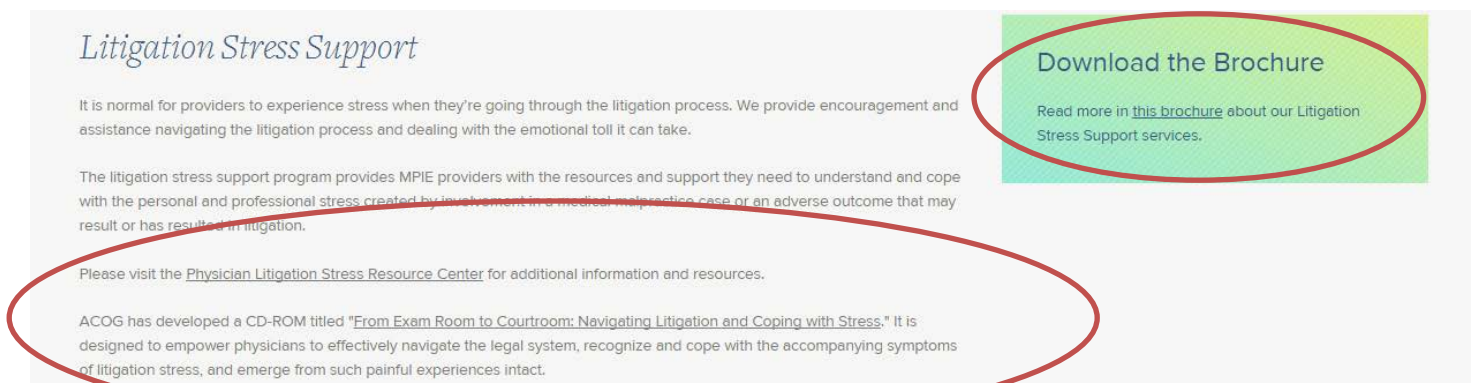 Litigation Stress Support
It is normal for providers to experience stress when they're going through the litigation process. We provide encouragement and
assistance navigating the litigation process and dealing with the emotional toll it can take.
The litigation stress support program provides MPIE providers with the resources and support they need to understand and cope
with the personal and professional stress created by involvement in a medical malpractice case or an adverse outcome that may
result or has resulted in litigation.
Please visit the Physician Litigation Stress Resource Center for additional information and resources.
ACOG has developed a CD-ROM titled "From Exam Room to Courtroom: Navigating Litigation and Coping with Stress." It is
designed to empower physicians to effectively navigate the legal system, recognize and cope with the accompanying symptoms
of litigation stress, and emerge from such painful experiences intact.
Download the Brochure
Read more in this brochure about our Litigation
Stress Support services.